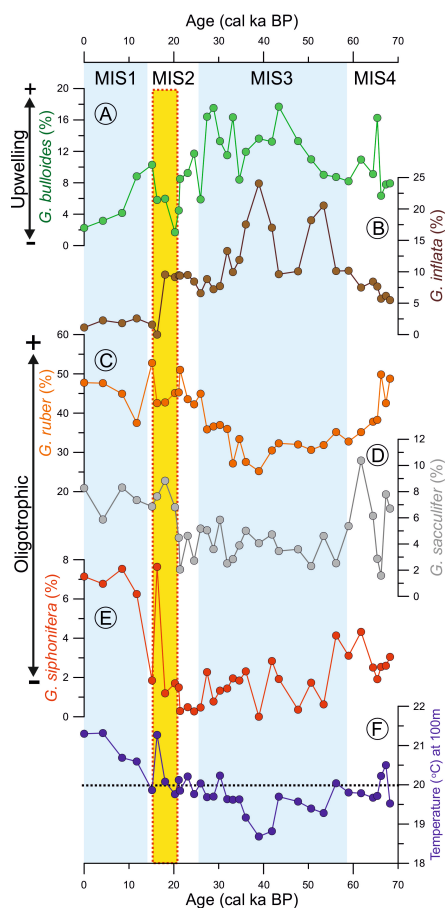 Age (cal ka BP)
0 10 20 30 40 50 60 70
MIS1 MIS2 MIS3 MIS4
+
Upwelling
-
G. bulloides (%)
20
16
12
8
4
0
A
25
20
15
10
5
0
B
G. inflata (%)
+
Oligotrophic
-
G. ruber (%)
60
50
40
30
20
C
12
10
8
6
4
2
0
D
G. sacculifer (%)
G. siphonifera (%)
8
6
4
2
0
E
22
21
20
19
18
F
Temperature (°C) at 100m
0 10 20 30 40 50 60 70
Age (cal ka BP)